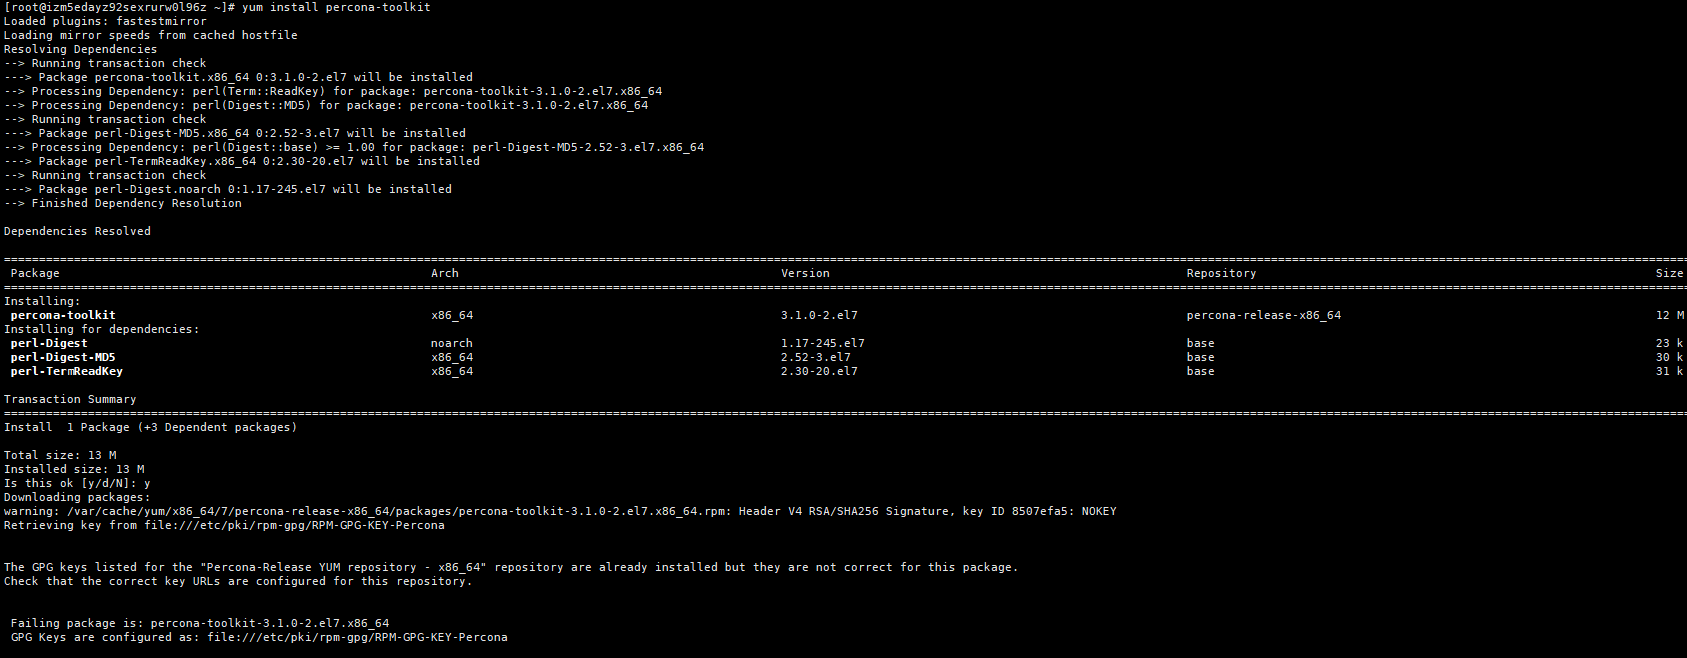 [root@izm5edayz92sexrurw0l96z ~]# yum install percona-toolkit
Loaded plugins: fastestmirror
Loading mirror speeds from cached hostfile
Resolving Dependencies
--> Running transaction check
---> Package percona-toolkit.x86_64 0:3.1.0-2.el7 will be installed
--> Processing Dependency: perl(Term::ReadKey) for package: percona-toolkit-3.1.0-2.el7.x86_64
--> Processing Dependency: perl(Digest::MD5) for package: percona-toolkit-3.1.0-2.el7.x86_64
--> Running transaction check
---> Package perl-Digest-MD5.x86_64 0:2.52-3.el7 will be installed
--> Processing Dependency: perl(Digest::base) >= 1.00 for package: perl-Digest-MD5-2.52-3.el7.x86_64
---> Package perl-TermReadKey.x86_64 0:2.30-20.el7 will be installed
--> Running transaction check
---> Package perl-Digest.noarch 0:1.17-245.el7 will be installed
--> Finished Dependency Resolution
Dependencies Resolved
Package Arch Version Repository Size
Installing:
percona-toolkit x86_64 3.1.0-2.el7 percona-release-x86_64 12 M
Installing for dependencies:
perl-Digest noarch 1.17-245.el7 base 23 k
perl-Digest-MD5 x86_64 2.52-3.el7 base 30 k
perl-TermReadKey x86_64 2.30-20.el7 base 31 k
Transaction Summary
Install  1 Package (+3 Dependent packages)
Total size: 13 M
Installed size: 13 M
Is this ok [y/d/N]: y
Downloading packages:
warning: /var/cache/yum/x86_64/7/percona-release-x86_64/packages/percona-toolkit-3.1.0-2.el7.x86_64.rpm: Header V4 RSA/SHA256 Signature, key ID 8507efa5: NOKEY
Retrieving key from file:///etc/pki/rpm-gpg/RPM-GPG-KEY-Percona
The GPG keys listed for the "Percona-Release YUM repository - x86_64" repository are already installed but they are not correct for this package.
Check that the correct key URLs are configured for this repository.
Failing package is: percona-toolkit-3.1.0-2.el7.x86_64
GPG Keys are configured as: file:///etc/pki/rpm-gpg/RPM-GPG-KEY-Percona